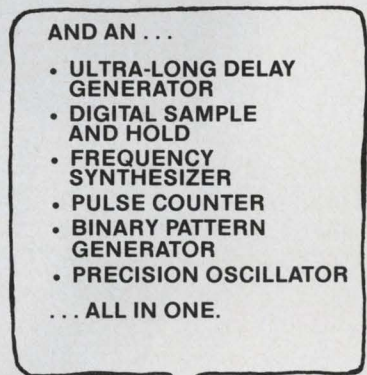 AND AN . . .
• ULTRA-LONG DELAY
GENERATOR
• DIGITAL SAMPLE
AND HOLD
• FREQUENCY
SYNTHESIZER
• PULSE COUNTER
• BINARY PATTERN
GENERATOR
• PRECISION OSCILLATOR
. . . ALL IN ONE.